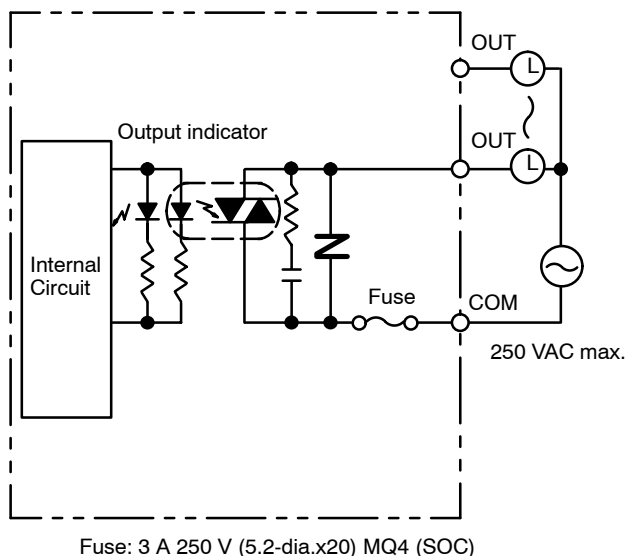 OUT
L
Output indicator
OUT
L
Internal
Circuit
Fuse
COM
250 VAC max.
Fuse: 3 A 250 V (5.2-dia.x20) MQ4 (SOC)